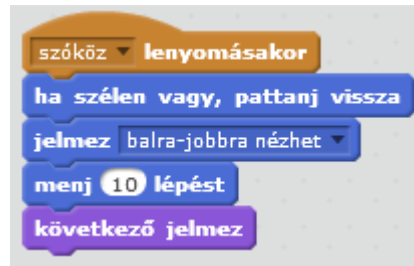 szóköz lenyomásakor
ha szélen vagy, pattanj vissza
jelmez balra-jobbra nézhet
menj 10 lépést
következő jelmez